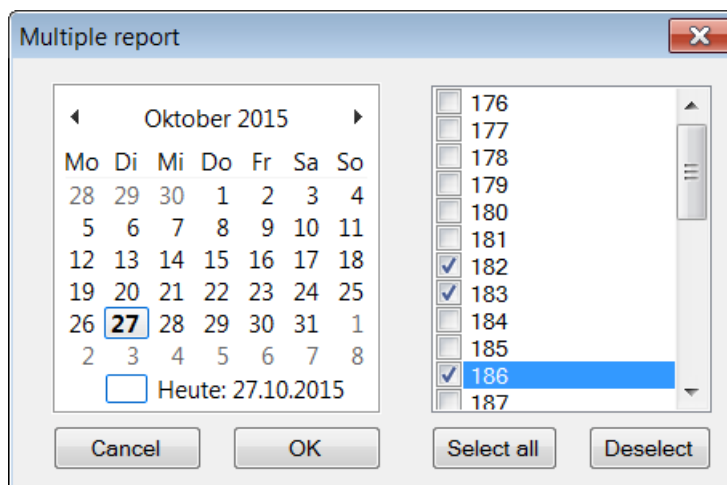 Multiple report
Oktober 2015
Mo Di Mi Do Fr Sa So
28 29 30 1 2 3 4
5 6 7 8 9 10 11
12 13 14 15 16 17 18
19 20 21 22 23 24 25
26 27 28 29 30 31 1
2 3 4 5 6 7 8
Heute: 27.10.2015
176
177
178
179
180
181
182
183
184
185
186
187
Cancel OK Select all Deselect